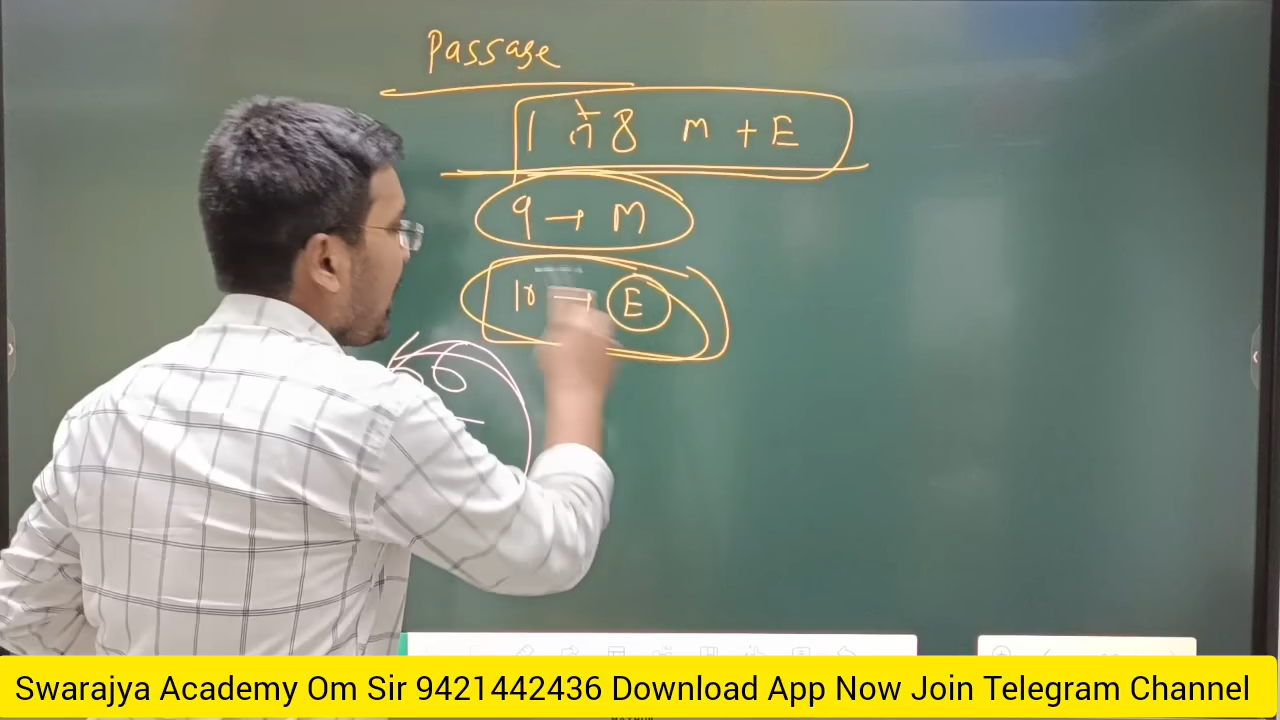 Passage
1 ते 8 m + E
9 → m
10 → E
Swarajya Academy Om Sir 9421442436 Download App Now Join Telegram Channel